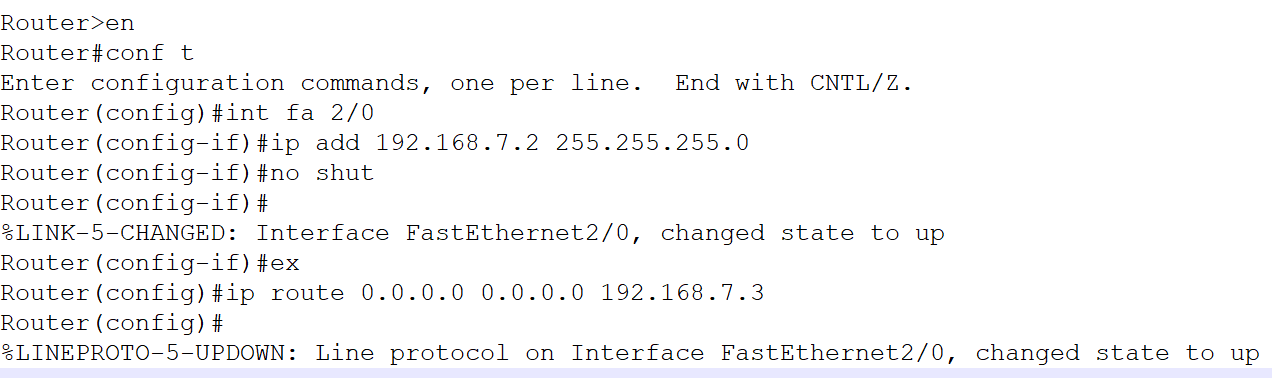 Router>en
Router#conf t
Enter configuration commands, one per line.  End with CNTL/Z.
Router(config)#int fa 2/0
Router(config-if)#ip add 192.168.7.2 255.255.255.0
Router(config-if)#no shut
Router(config-if)#
%LINK-5-CHANGED: Interface FastEthernet2/0, changed state to up
Router(config-if)#ex
Router(config)#ip route 0.0.0.0 0.0.0.0 192.168.7.3
Router(config)#
%LINEPROTO-5-UPDOWN: Line protocol on Interface FastEthernet2/0, changed state to up